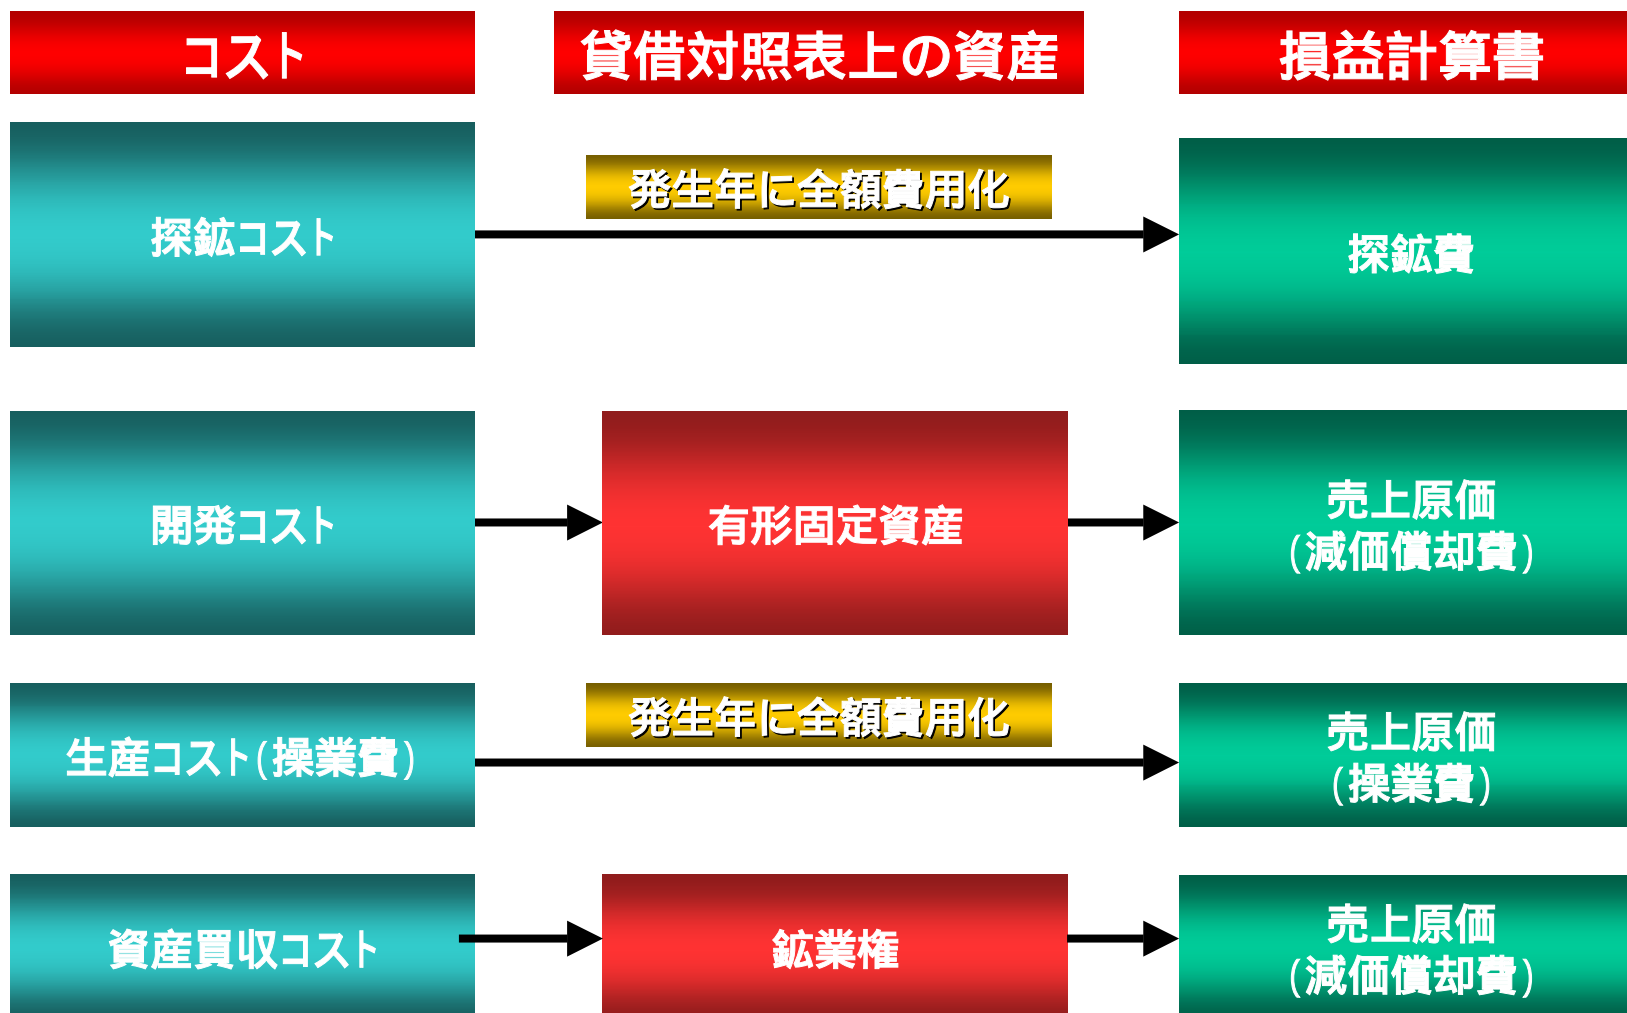 コスト
貸借対照表上の資産
損益計算書
発生年に全額費用化
探鉱コスト
探鉱費
開発コスト
有形固定資産
売上原価
(減価償却費)
発生年に全額費用化
生産コスト(操業費)
売上原価
(操業費)
資産買収コスト
鉱業権
売上原価
(減価償却費)